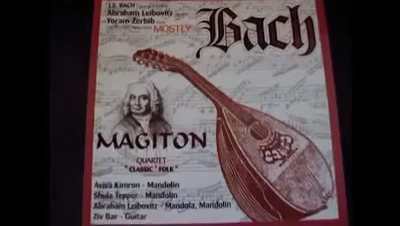 J.S. BACH
Abraham Leibovitz
Yoram Zerbib
MOSTLY
Bach
MAGITON
QUARTET
"CLASSIC * FOLK"
Aviva Kimron - Mandolin
Shula Tepper - Mandolin
Abraham Leibovitz - Mandola, Mandolin
Ziv Bar - Guitar